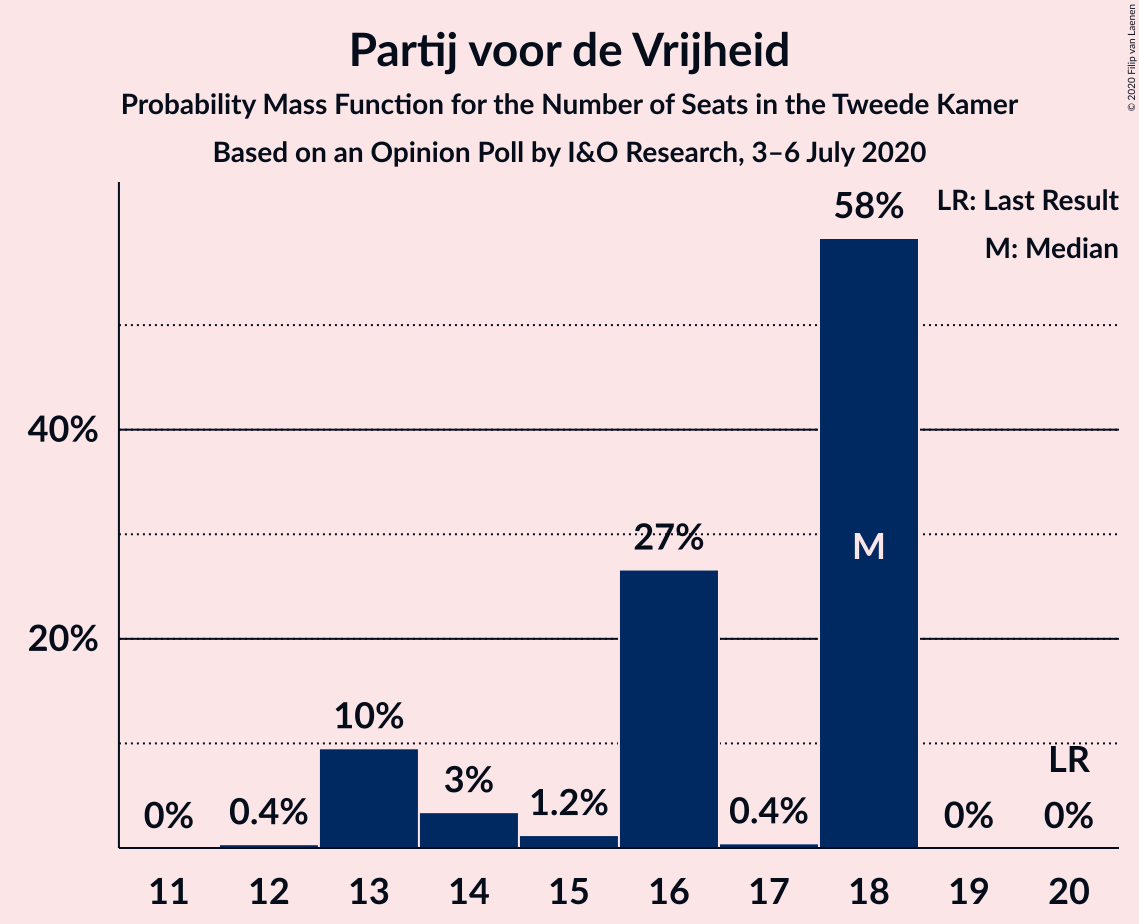 Partij voor de Vrijheid
Probability Mass Function for the Number of Seats in the Tweede Kamer
Based on an Opinion Poll by I&O Research, 3–6 July 2020
© 2020 Filip van Laenen
LR: Last Result
M: Median
40%
20%
0%
0.4%
10%
3%
1.2%
27%
0.4%
58%
M
0%
LR
0%
11 12 13 14 15 16 17 18 19 20